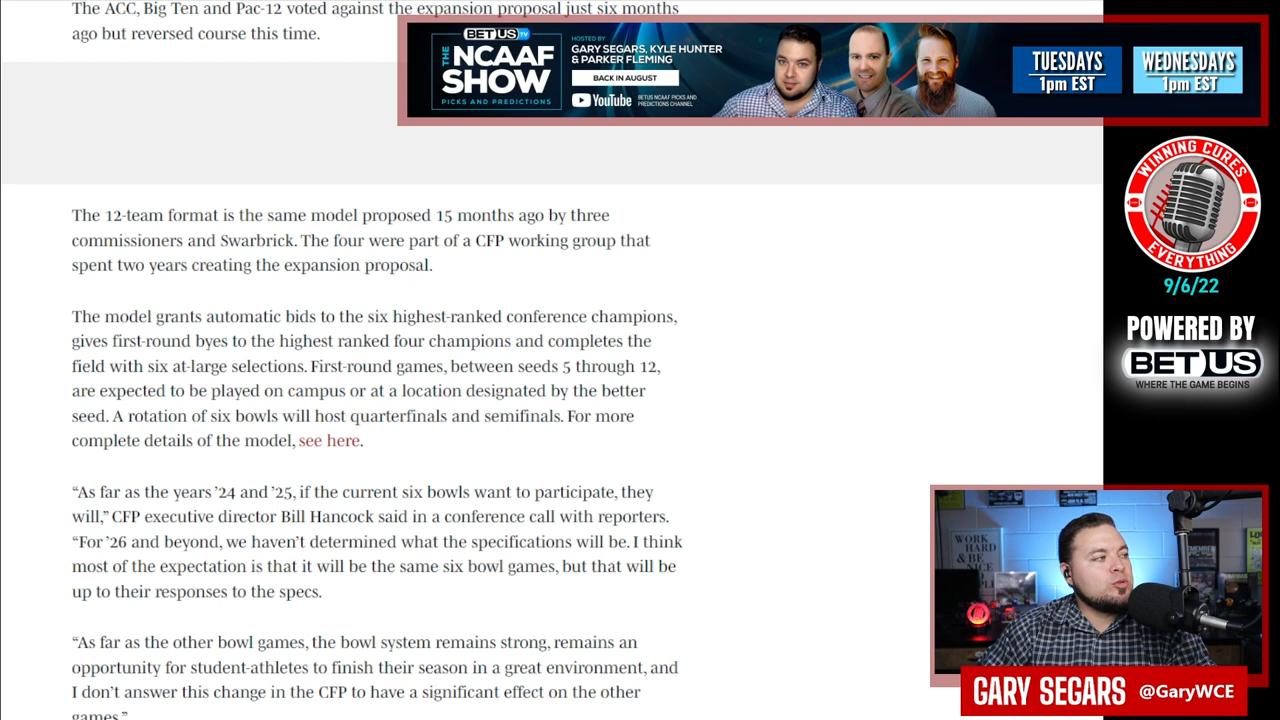 The ACC, Big Ten and Pac-12 voted against the expansion proposal just six months
ago but reversed course this time.
BETUS TV
THE
NCAAF
SHOW
PICKS AND PREDICTIONS
HOSTED BY
GARY SEGARS, KYLE HUNTER
& PARKER FLEMING
BACK IN AUGUST
YouTube
BETUS NCAAF PICKS AND
PREDICTIONS CHANNEL
TUESDAYS
1pm EST
WEDNESDAYS
1pm EST
WINNING CURES
EVERYTHING
9/6/22
POWERED BY
BETUS
WHERE THE GAME BEGINS
The 12-team format is the same model proposed 15 months ago by three
commissioners and Swarbrick. The four were part of a CFP working group that
spent two years creating the expansion proposal.
The model grants automatic bids to the six highest-ranked conference champions,
gives first-round byes to the highest ranked four champions and completes the
field with six at-large selections. First-round games, between seeds 5 through 12,
are expected to be played on campus or at a location designated by the better
seed. A rotation of six bowls will host quarterfinals and semifinals. For more
complete details of the model, see here.
“As far as the years ’24 and ’25, if the current six bowls want to participate, they
will,” CFP executive director Bill Hancock said in a conference call with reporters.
“For ’26 and beyond, we haven’t determined what the specifications will be. I think
most of the expectation is that it will be the same six bowl games, but that will be
up to their responses to the specs.
“As far as the other bowl games, the bowl system remains strong, remains an
opportunity for student-athletes to finish their season in a great environment, and
I don’t answer this change in the CFP to have a significant effect on the other
games.”
WORK
HARD &
BE NICE
GARY SEGARS @GaryWCE